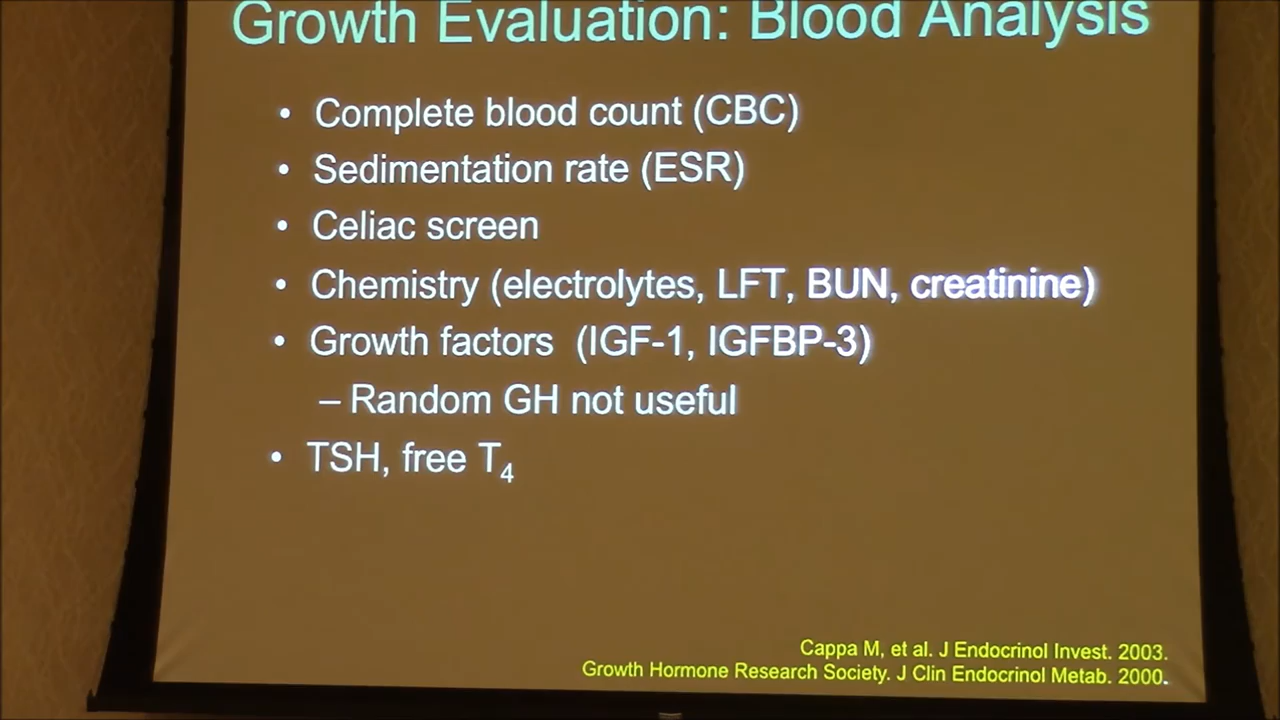 Growth Evaluation: Blood Analysis
• Complete blood count (CBC)
• Sedimentation rate (ESR)
• Celiac screen
• Chemistry (electrolytes, LFT, BUN, creatinine)
• Growth factors (IGF-1, IGFBP-3)
– Random GH not useful
• TSH, free T₄
Cappa M, et al. J Endocrinol Invest. 2003.
Growth Hormone Research Society. J Clin Endocrinol Metab. 2000.